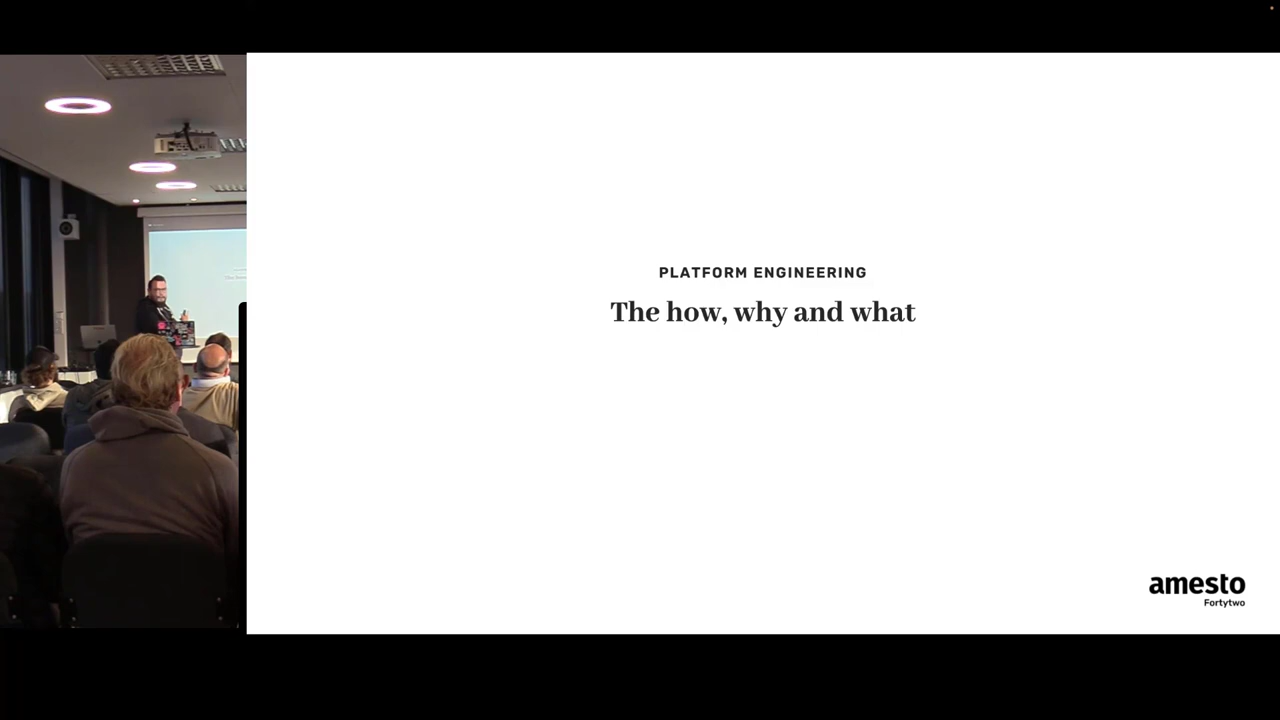 PLATFORM ENGINEERING
The how, why and what
amesto
Fortytwo